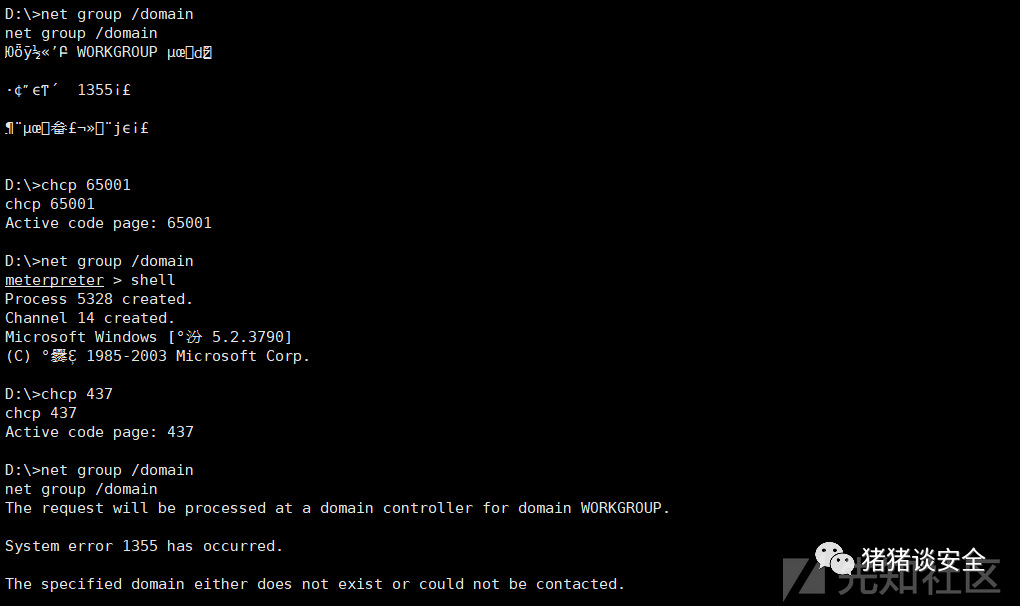 D:\>net group /domain
net group /domain
WORKGROUP
1355
D:\>chcp 65001
chcp 65001
Active code page: 65001
D:\>net group /domain
meterpreter > shell
Process 5328 created.
Channel 14 created.
Microsoft Windows [°汾 5.2.3790]
(C) 1985-2003 Microsoft Corp.
D:\>chcp 437
chcp 437
Active code page: 437
D:\>net group /domain
net group /domain
The request will be processed at a domain controller for domain WORKGROUP.
System error 1355 has occurred.
The specified domain either does not exist or could not be contacted.
猪猪谈安全
先知社区